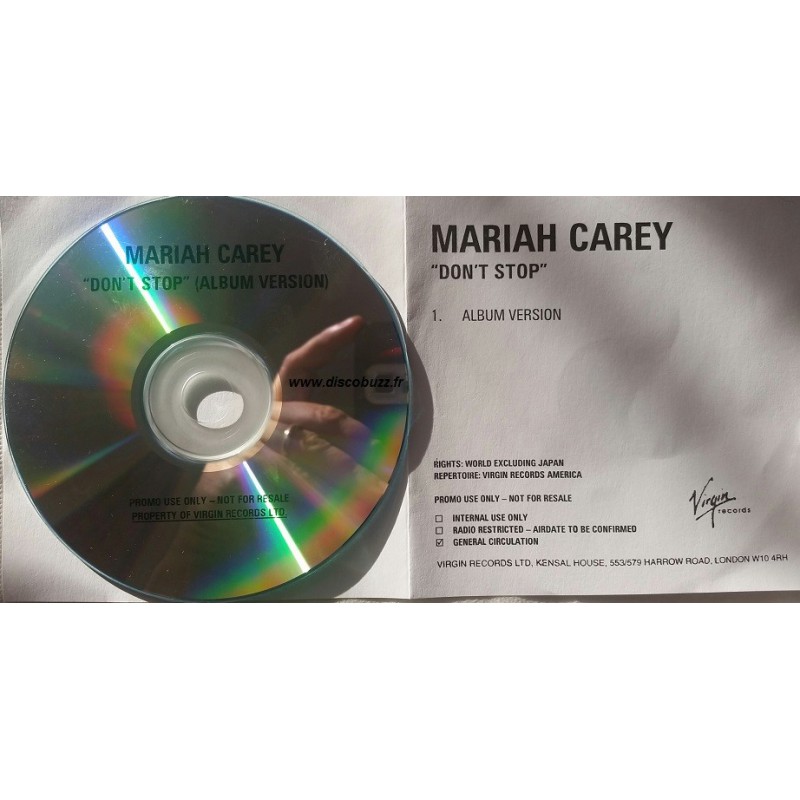 MARIAH CAREY
“DON'T STOP” (ALBUM VERSION)
www.discobuzz.fr
PROMO USE ONLY – NOT FOR RESALE
PROPERTY OF VIRGIN RECORDS LTD.
MARIAH CAREY
“DON'T STOP”
1. ALBUM VERSION
RIGHTS: WORLD EXCLUDING JAPAN
REPERTOIRE: VIRGIN RECORDS AMERICA
PROMO USE ONLY – NOT FOR RESALE
☐ INTERNAL USE ONLY
☐ RADIO RESTRICTED – AIRDATE TO BE CONFIRMED
☑ GENERAL CIRCULATION
Virgin records
VIRGIN RECORDS LTD, KENSAL HOUSE, 553/579 HARROW ROAD, LONDON W10 4RH